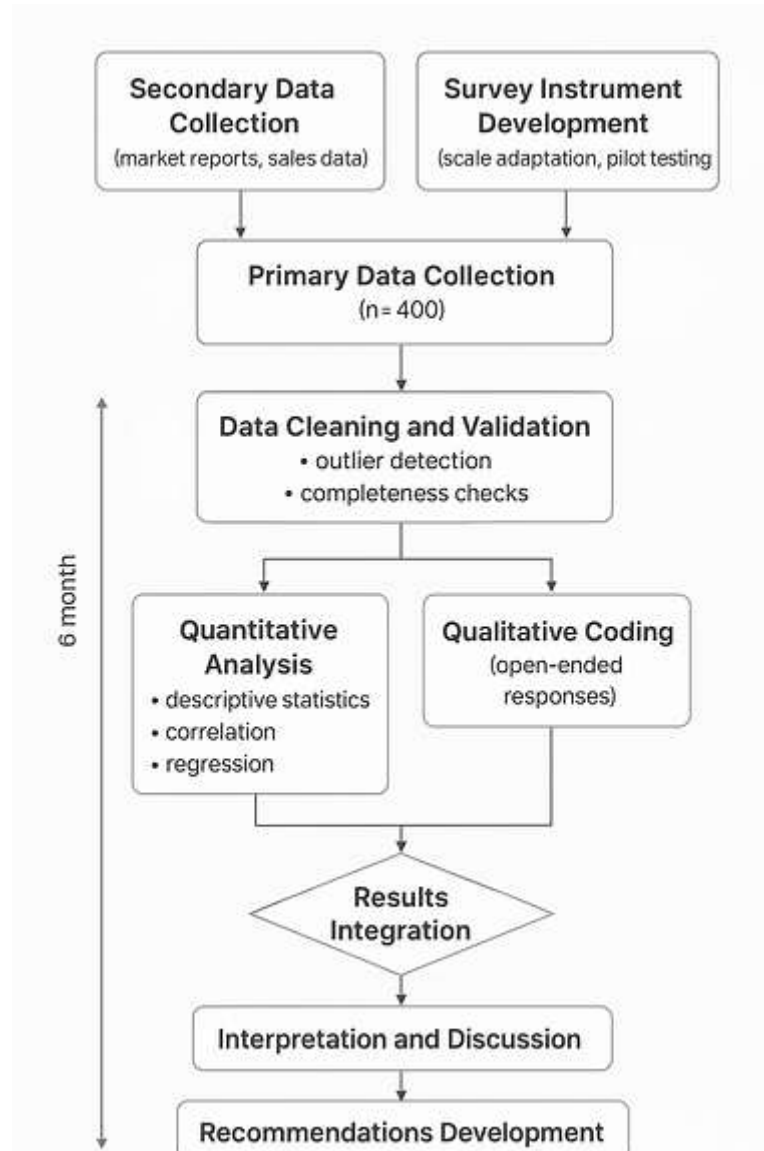 Secondary Data
Collection
(market reports, sales data)
Survey Instrument
Development
(scale adaptation, pilot testing
Primary Data Collection
(n = 400)
Data Cleaning and Validation
• outlier detection
• completeness checks
6 month
Quantitative
Analysis
• descriptive statistics
• correlation
• regression
Qualitative Coding
(open-ended
responses)
Results
Integration
Interpretation and Discussion
Recommendations Development